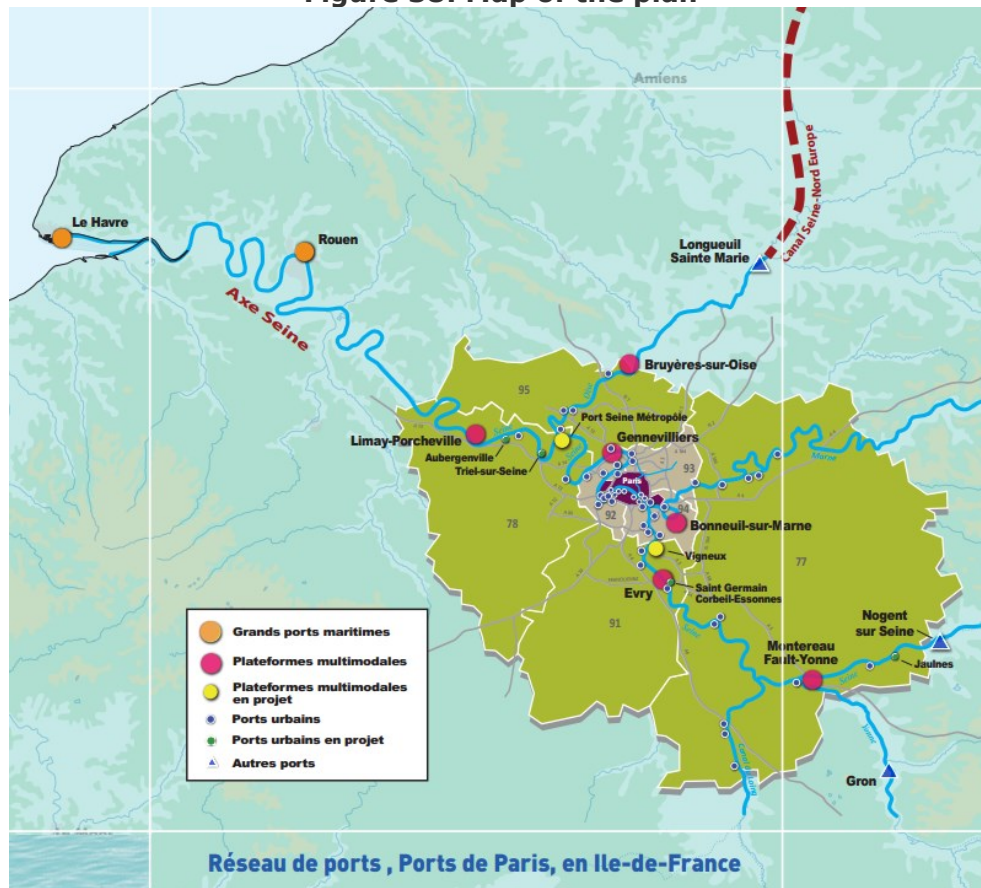 Figure 38: Map of the plan
Amiens
Canal Seine-Nord Europe
Le Havre
Rouen
Longueuil
Sainte Marie
Axe Seine
Bruyères-sur-Oise
95
Oise
Port Seine Métropôle
Limay-Porcheville
Gennevilliers
Aubergenville
Triel-sur-Seine
Seine
93
Marne
Paris
78
92
94
Bonneuil-sur-Marne
77
Vigneux
Evry
Saint Germain
Corbeil-Essonnes
91
Seine
Nogent
sur Seine
Montereau
Fault-Yonne
Jaulnes
Seine
Yonne
Gron
Grands ports maritimes
Plateformes multimodales
Plateformes multimodales
en projet
Ports urbains
Ports urbains en projet
Autres ports
Réseau de ports , Ports de Paris, en Ile-de-France